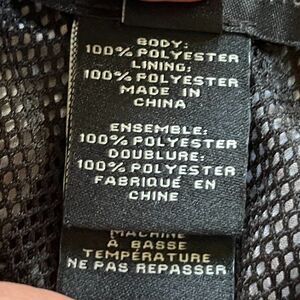 BODY:
100% POLYESTER
LINING:
100% POLYESTER
MADE IN
CHINA
ENSEMBLE:
100% POLYESTER
DOUBLURE:
100% POLYESTER
FABRIQUÉ EN
CHINE
MACHINE
À BASSE
TEMPÉRATURE
NE PAS REPASSER